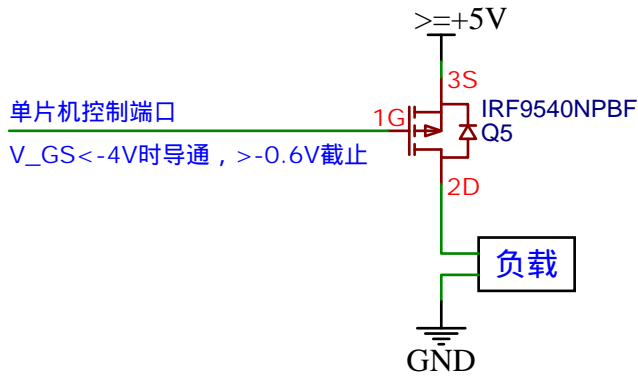 >=+5V
3S
单片机控制端口
1G
IRF9540NPBF
Q5
V_GS<-4V时导通，>-0.6V截止
2D
负载
GND